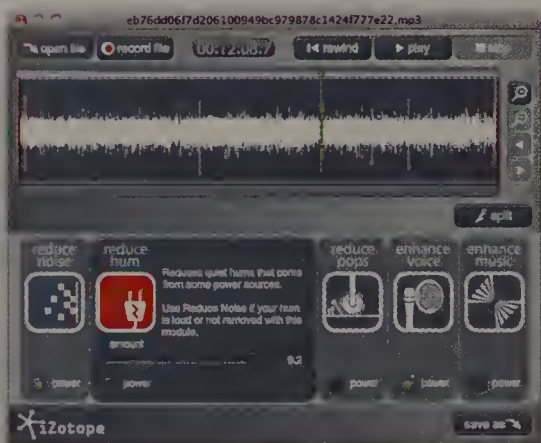 eb76dd06f7d206100949bc979878c1424f777e22.mp3
open file
record file
00:12:08:7
rewind
play
stop
split
reduce noise
reduce hum
Reduces quiet hums that come
from some power sources.
Use Reduce Noise if your hum
is loud or not removed with this
module.
amount
9.2
power
reduce pops
enhance voice
enhance music
power
power
power
power
iZotope
save as